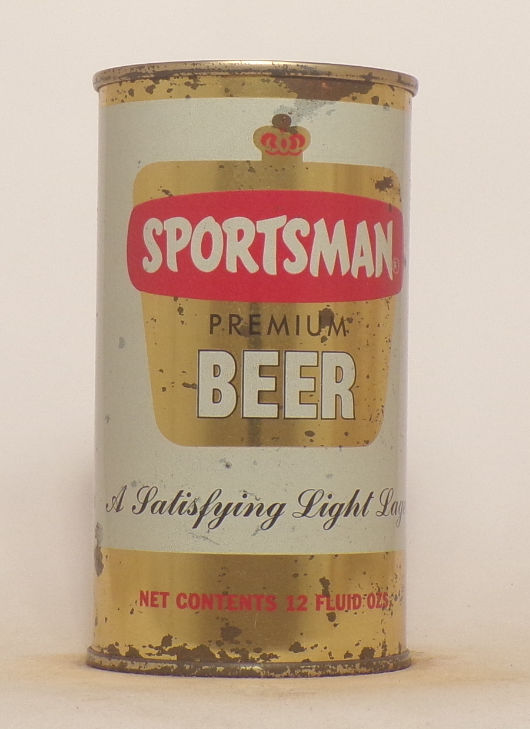 SPORTSMAN®
PREMIUM
BEER
A Satisfying Light
NET CONTENTS 12 FLUID OZS.